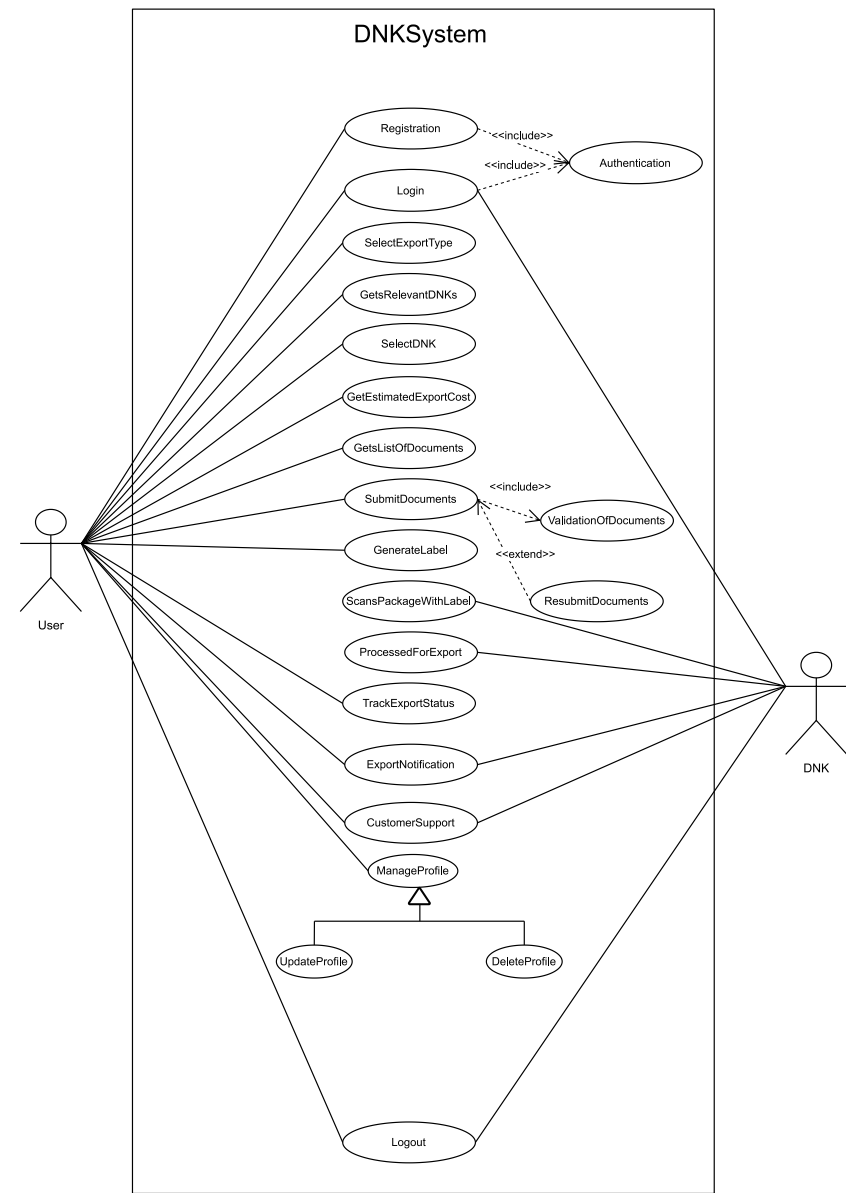 DNKSystem
Registration
<<include>>
Authentication
<<include>>
Login
SelectExportType
GetsRelevantDNKs
SelectDNK
GetEstimatedExportCost
GetsListOfDocuments
<<include>>
SubmitDocuments
ValidationOfDocuments
GenerateLabel
<<extend>>
ScansPackageWithLabel
ResubmitDocuments
User
ProcessedForExport
TrackExportStatus
ExportNotification
DNK
CustomerSupport
ManageProfile
UpdateProfile
DeleteProfile
Logout